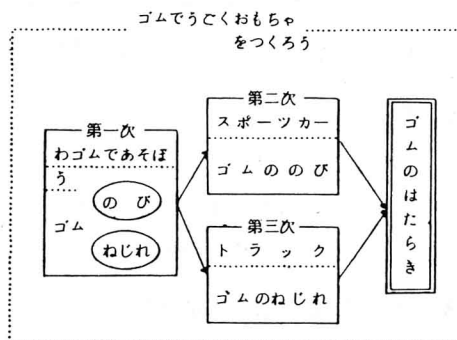 ゴムでうごくおもちゃ
をつくろう
第一次
わゴムであそぼ
う
ゴム
のび
ねじれ
第二次
スポーツカー
ゴムののび
第三次
トラック
ゴムのねじれ
ゴムのはたらき